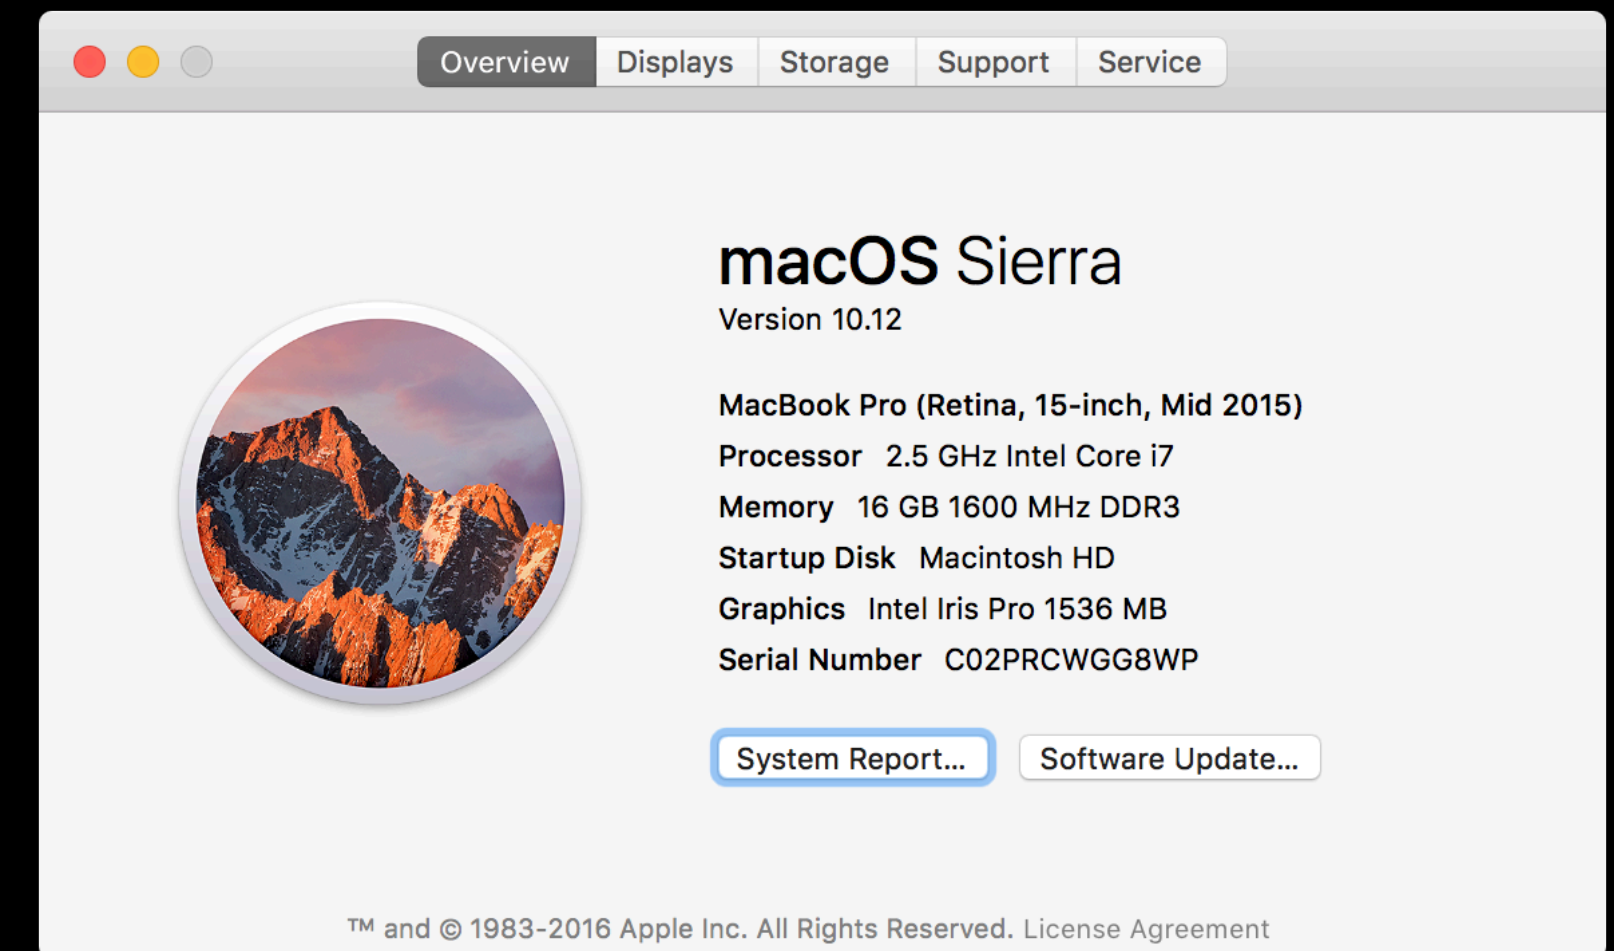 Overview Displays Storage Support Service
macOS Sierra
Version 10.12
MacBook Pro (Retina, 15-inch, Mid 2015)
Processor 2.5 GHz Intel Core i7
Memory 16 GB 1600 MHz DDR3
Startup Disk Macintosh HD
Graphics Intel Iris Pro 1536 MB
Serial Number C02PRCWGG8WP
System Report... Software Update...
™ and © 1983-2016 Apple Inc. All Rights Reserved. License Agreement